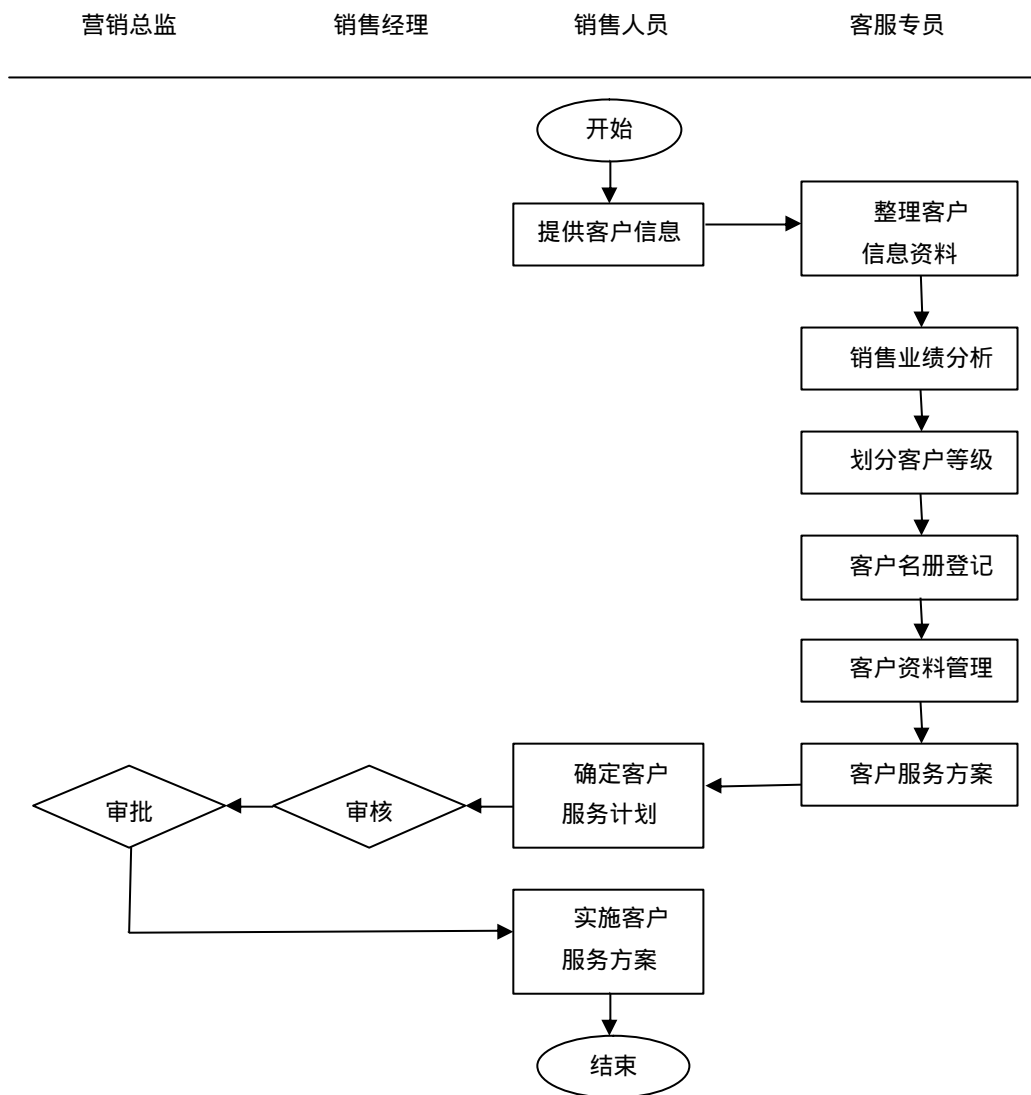 营销总监 销售经理 销售人员 客服专员
开始
提供客户信息
整理客户
信息资料
销售业绩分析
划分客户等级
客户名册登记
客户资料管理
客户服务方案
确定客户
服务计划
审核
审批
实施客户
服务方案
结束